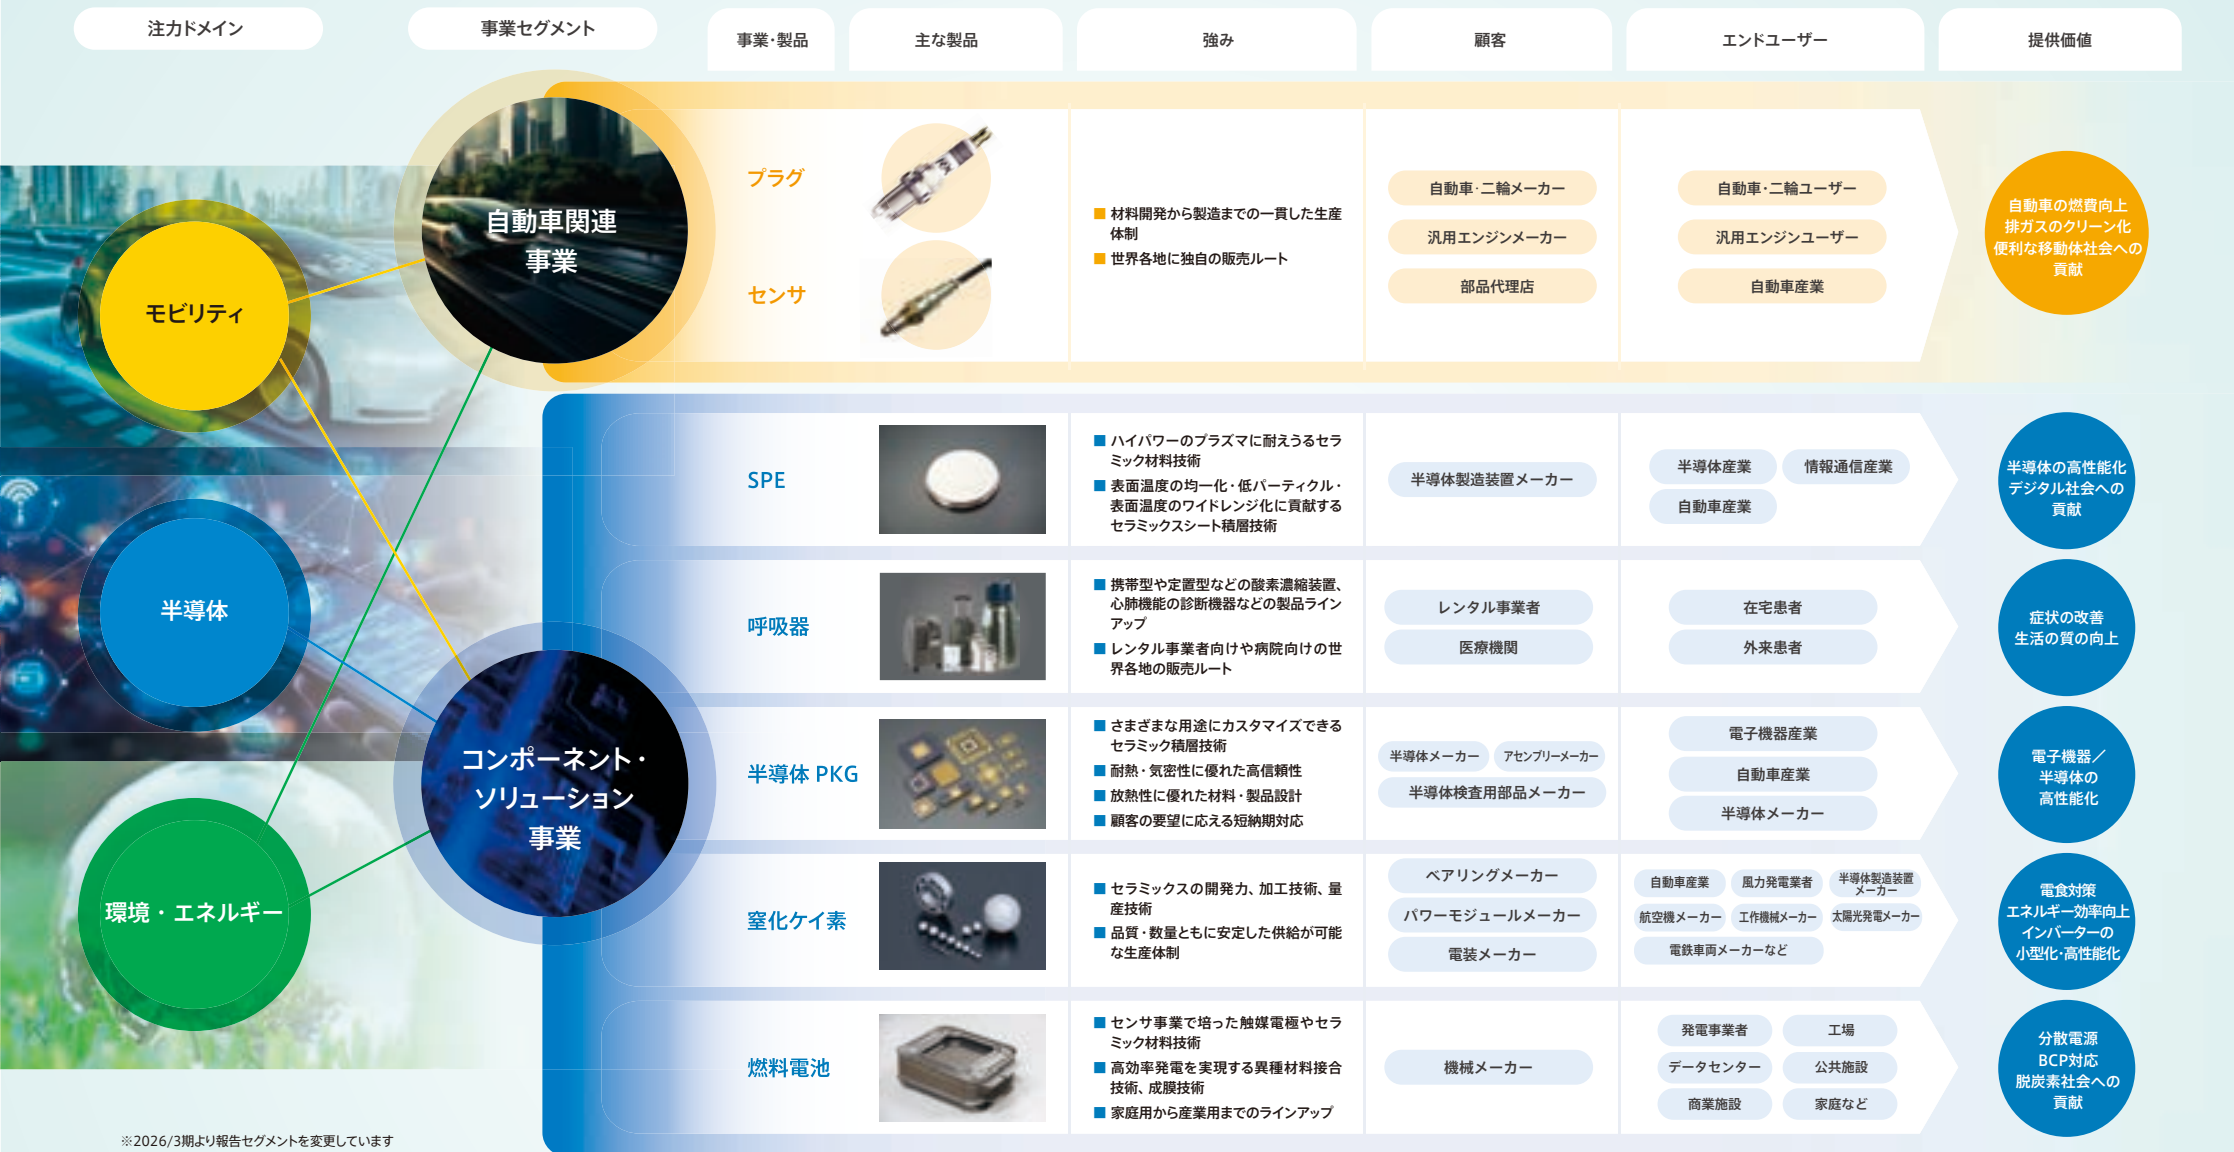 注力ドメイン
事業セグメント
事業・製品
主な製品
強み
顧客
エンドユーザー
提供価値
モビリティ
半導体
環境・エネルギー
自動車関連
事業
コンポーネント・
ソリューション
事業
プラグ
センサ
■ 材料開発から製造までの一貫した生産
体制
■ 世界各地に独自の販売ルート
自動車・二輪メーカー
汎用エンジンメーカー
部品代理店
自動車・二輪ユーザー
汎用エンジンユーザー
自動車産業
自動車の燃費向上
排ガスのクリーン化
便利な移動体社会への
貢献
SPE
■ ハイパワーのプラズマに耐えうるセラ
ミック材料技術
■ 表面温度の均一化・低パーティクル・
表面温度のワイドレンジ化に貢献する
セラミックスシート積層技術
半導体製造装置メーカー
半導体産業
情報通信産業
自動車産業
半導体の高性能化
デジタル社会への
貢献
呼吸器
■ 携帯型や定置型などの酸素濃縮装置、
心肺機能の診断機器などの製品ライン
アップ
■ レンタル事業者向けや病院向けの世
界各地の販売ルート
レンタル事業者
医療機関
在宅患者
外来患者
症状の改善
生活の質の向上
半導体 PKG
■ さまざまな用途にカスタマイズできる
セラミック積層技術
■ 耐熱・気密性に優れた高信頼性
■ 放熱性に優れた材料・製品設計
■ 顧客の要望に応える短納期対応
半導体メーカー
アセンブリーメーカー
半導体検査用部品メーカー
電子機器産業
自動車産業
半導体メーカー
電子機器／
半導体の
高性能化
窒化ケイ素
■ セラミックスの開発力、加工技術、量
産技術
■ 品質・数量ともに安定した供給が可能
な生産体制
ベアリングメーカー
パワーモジュールメーカー
電装メーカー
自動車産業
風力発電業者
半導体製造装置
メーカー
航空機メーカー
工作機械メーカー
太陽光発電メーカー
電鉄車両メーカーなど
電食対策
エネルギー効率向上
インバーターの
小型化・高性能化
燃料電池
■ センサ事業で培った触媒電極やセラ
ミック材料技術
■ 高効率発電を実現する異種材料接合
技術、成膜技術
■ 家庭用から産業用までのラインアップ
機械メーカー
発電事業者
工場
データセンター
公共施設
商業施設
家庭など
分散電源
BCP対応
脱炭素社会への
貢献
※2026/3期より報告セグメントを変更しています